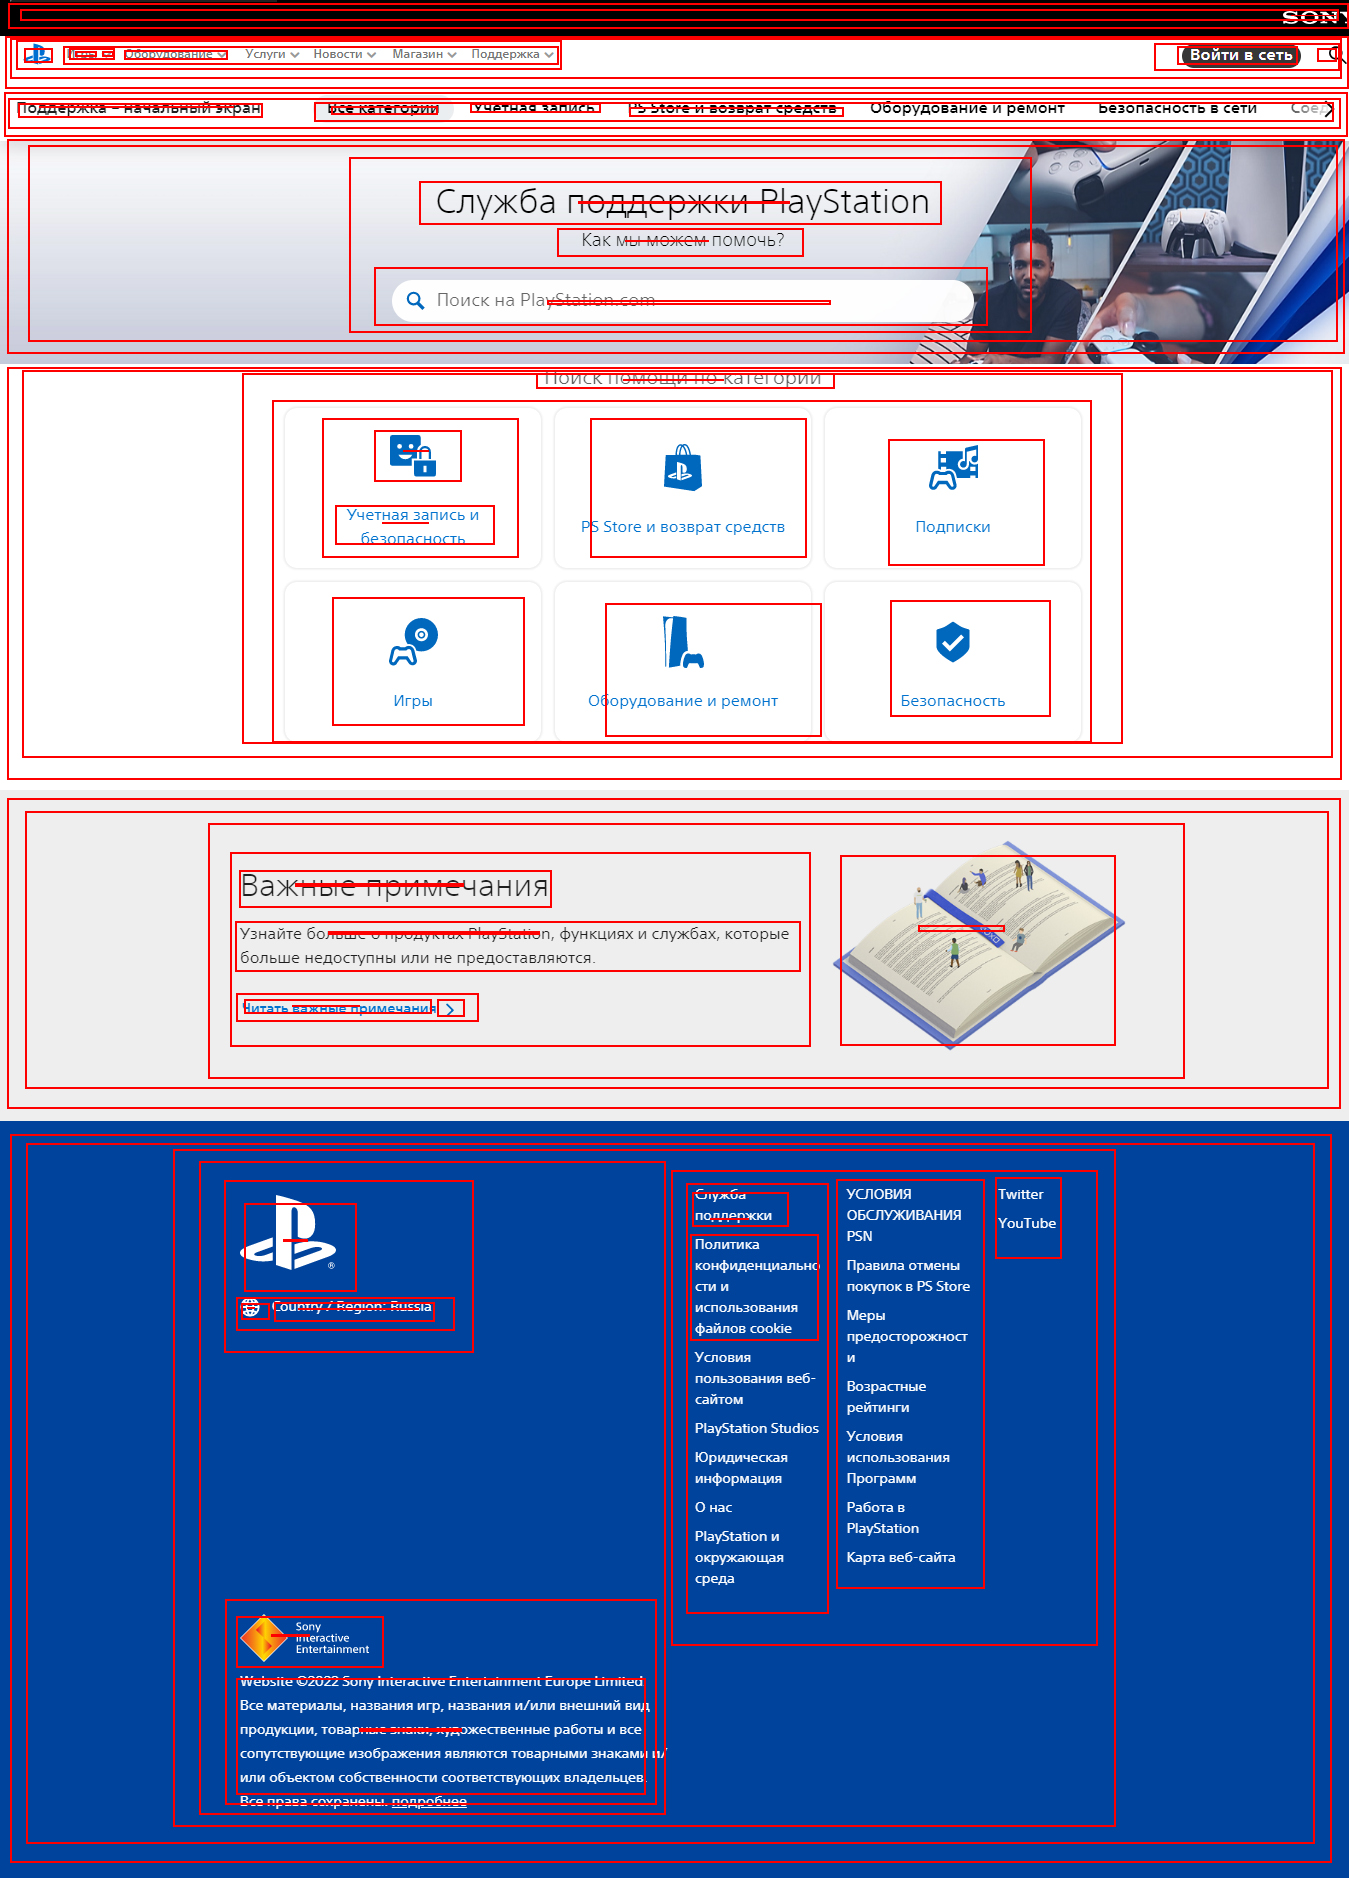 SONY
Игры Оборудование Услуги Новости Магазин Поддержка
Войти в сеть
Поддержка – начальный экран Все категории Учетная запись PS Store и возврат средств Оборудование и ремонт Безопасность в сети
Служба поддержки PlayStation
Как мы можем помочь?
Поиск на PlayStation.com
Поиск помощи по категории
Учетная запись и
безопасность
PS Store и возврат средств
Подписки
Игры
Оборудование и ремонт
Безопасность
Важные примечания
Узнайте больше о продуктах PlayStation, функциях и службах, которые
больше недоступны или не предоставляются.
Читать важные примечания
Country / Region: Russia
Служба
поддержки
Политика
конфиденциально
сти и
использования
файлов cookie
Условия
пользования веб-
сайтом
PlayStation Studios
Юридическая
информация
О нас
PlayStation и
окружающая
среда
УСЛОВИЯ
ОБСЛУЖИВАНИЯ
PSN
Правила отмены
покупок в PS Store
Меры
предосторожност
и
Возрастные
рейтинги
Условия
использования
Программ
Работа в
PlayStation
Карта веб-сайта
Twitter
YouTube
Sony
Interactive
Entertainment
Website ©2022 Sony Interactive Entertainment Europe Limited.
Все материалы, названия игр, названия и/или внешний вид
продукции, товарные знаки, художественные работы и все
сопутствующие изображения являются товарными знаками и/
или объектом собственности соответствующих владельцев.
Все права сохранены. подробнее